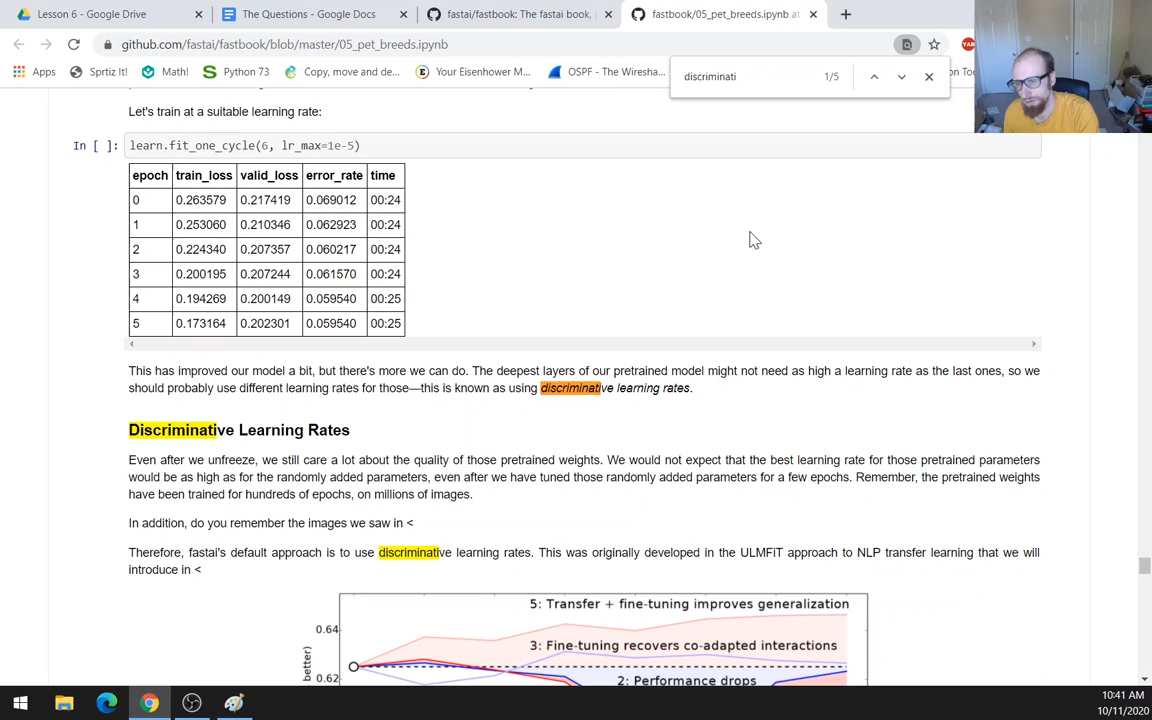 Lesson 6 - Google Drive
The Questions - Google Docs
fastai/fastbook: The fastai book,
fastbook/05_pet_breeds.ipynb at
github.com/fastai/fastbook/blob/master/05_pet_breeds.ipynb
Apps
Sprtiz It!
Math!
Python 73
Copy, move and de...
Your Eisenhower M...
OSPF - The Wiresha...
discriminati
1/5
Let's train at a suitable learning rate:
In [ ]: learn.fit_one_cycle(6, lr_max=1e-5)
epoch train_loss valid_loss error_rate time
0 0.263579 0.217419 0.069012 00:24
1 0.253060 0.210346 0.062923 00:24
2 0.224340 0.207357 0.060217 00:24
3 0.200195 0.207244 0.061570 00:24
4 0.194269 0.200149 0.059540 00:25
5 0.173164 0.202301 0.059540 00:25
This has improved our model a bit, but there's more we can do. The deepest layers of our pretrained model might not need as high a learning rate as the last ones, so we
should probably use different learning rates for those—this is known as using discriminative learning rates.
Discriminative Learning Rates
Even after we unfreeze, we still care a lot about the quality of those pretrained weights. We would not expect that the best learning rate for those pretrained parameters
would be as high as for the randomly added parameters, even after we have tuned those randomly added parameters for a few epochs. Remember, the pretrained weights
have been trained for hundreds of epochs, on millions of images.
In addition, do you remember the images we saw in <
Therefore, fastai's default approach is to use discriminative learning rates. This was originally developed in the ULMFiT approach to NLP transfer learning that we will
introduce in <
5: Transfer + fine-tuning improves generalization
0.64
3: Fine-tuning recovers co-adapted interactions
better)
0.62
2: Performance drops
10:41 AM
10/11/2020